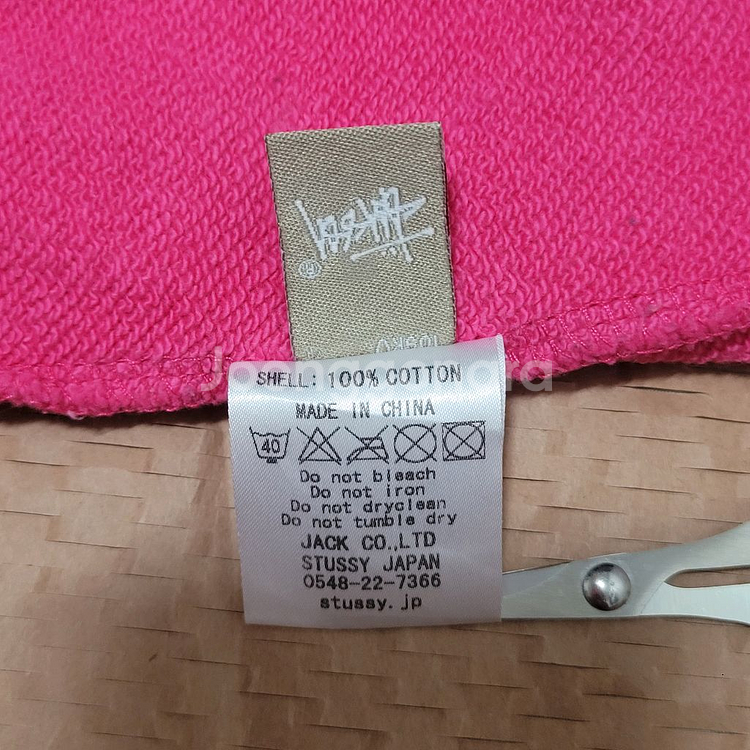 Stussy
®
SHELL: 100% COTTON
MADE IN CHINA
40
Do not bleach
Do not iron
Do not dryclean
Do not tumble dry
JACK CO.,LTD
STUSSY JAPAN
0548-22-7366
stussy.jp